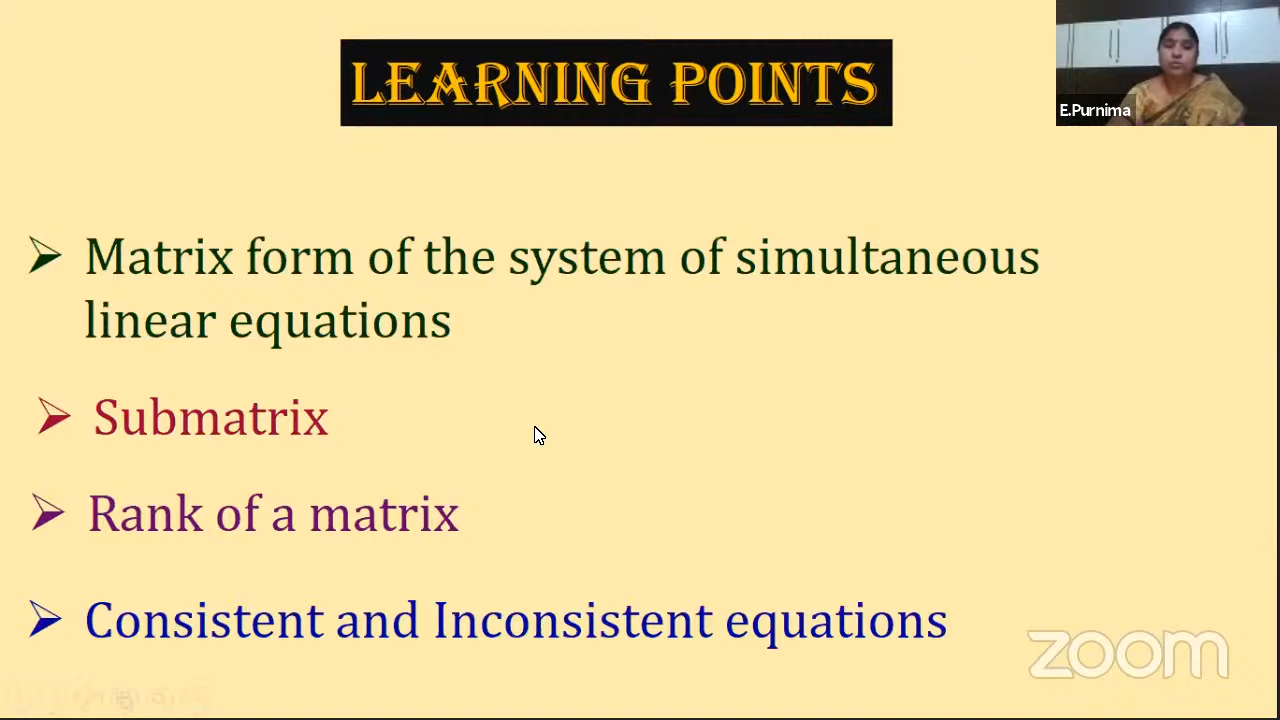 LEARNING POINTS
E.Purnima
Matrix form of the system of simultaneous
linear equations
Submatrix
Rank of a matrix
Consistent and Inconsistent equations
zoom